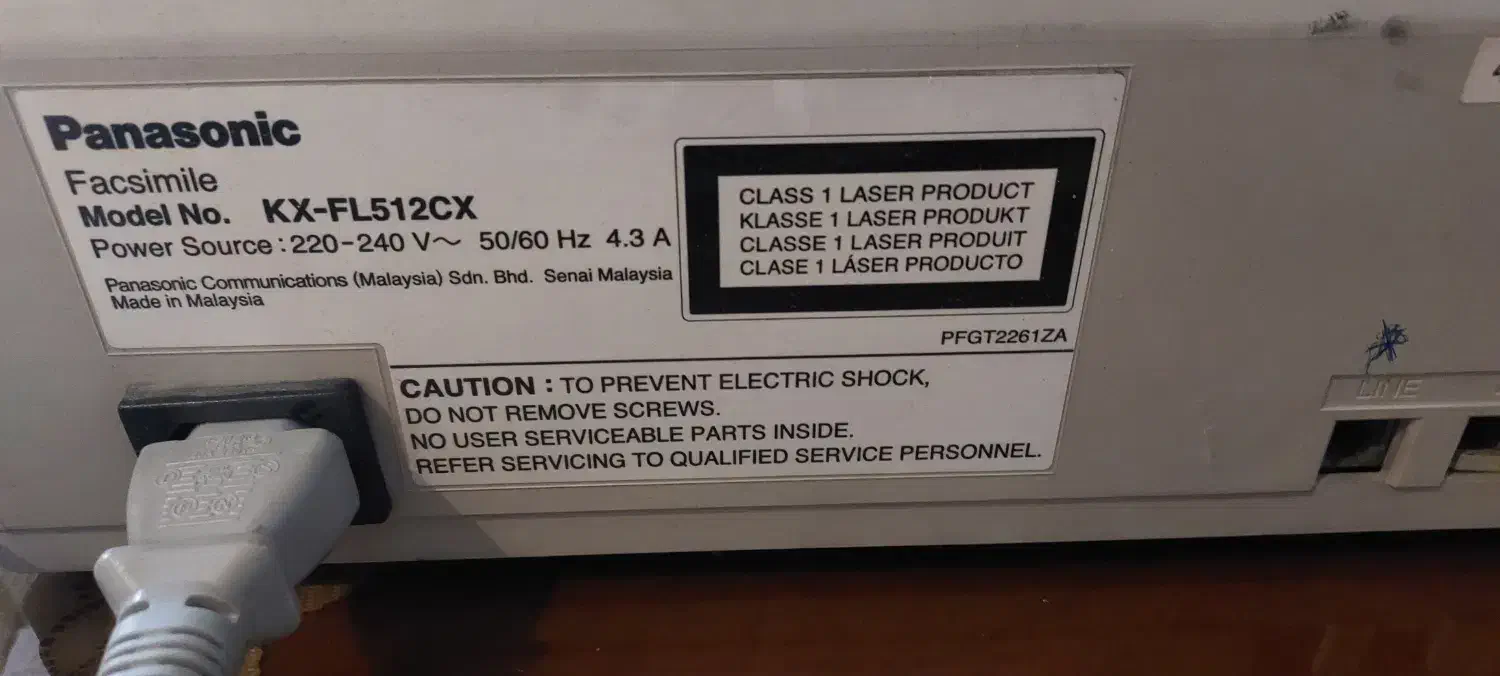 Panasonic
Facsimile
Model No. KX-FL512CX
Power Source : 220-240 V～ 50/60 Hz 4.3 A
Panasonic Communications (Malaysia) Sdn. Bhd. Senai Malaysia
Made in Malaysia
CLASS 1 LASER PRODUCT
KLASSE 1 LASER PRODUKT
CLASSE 1 LASER PRODUIT
CLASE 1 LÁSER PRODUCTO
PFGT2261ZA
CAUTION : TO PREVENT ELECTRIC SHOCK,
DO NOT REMOVE SCREWS.
NO USER SERVICEABLE PARTS INSIDE.
REFER SERVICING TO QUALIFIED SERVICE PERSONNEL.
LINE